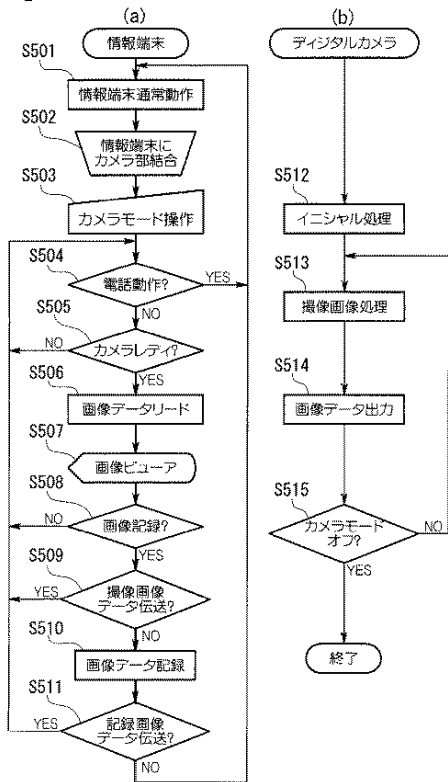 (a)
情報端末
S501
情報端末通常動作
S502
情報端末に
カメラ部結合
S503
カメラモード操作
S504
電話動作?
YES
NO
S505
カメラレディ?
NO
YES
S506
画像データリード
S507
画像ビューア
S508
画像記録?
NO
YES
S509
撮像画像
データ伝送?
YES
NO
S510
画像データ記録
S511
記録画像
データ伝送?
YES
NO
(b)
ディジタルカメラ
S512
イニシャル処理
S513
撮像画像処理
S514
画像データ出力
S515
カメラモード
オフ?
NO
YES
終了